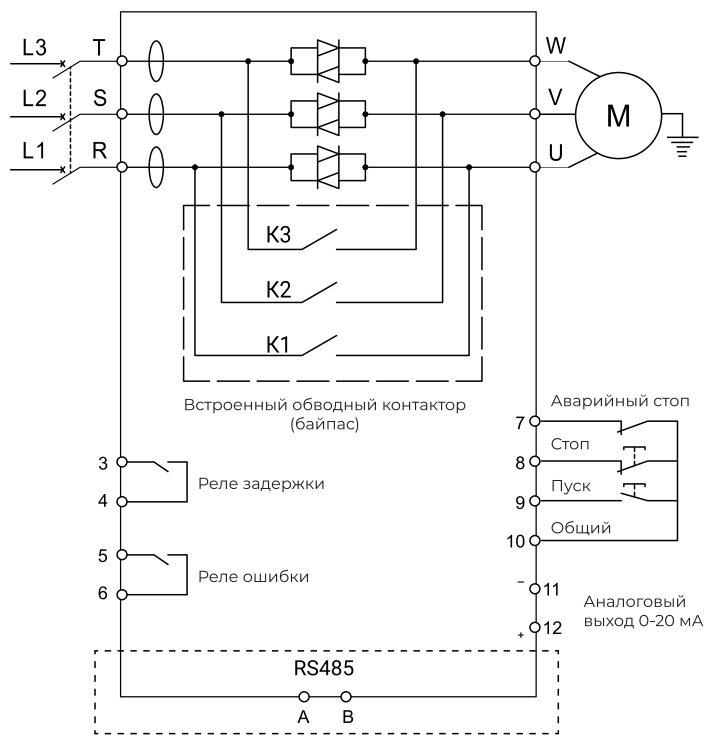 L3 T W
L2 S V
M
L1 R U
K3
K2
K1
Встроенный обводный контактор
(байпас)
Аварийный стоп
7
Стоп
8
Пуск
9
Общий
10
3
4
Реле задержки
5
6
Реле ошибки
− 11
Аналоговый
выход 0-20 мА
+ 12
RS485
A B